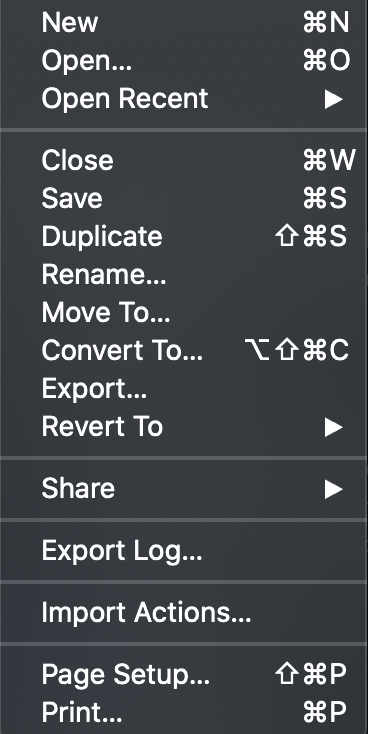 New ⌘N
Open... ⌘O
Open Recent ▶
Close ⌘W
Save ⌘S
Duplicate ⇧⌘S
Rename...
Move To...
Convert To... ⌥⇧⌘C
Export...
Revert To ▶
Share ▶
Export Log...
Import Actions...
Page Setup... ⇧⌘P
Print... ⌘P